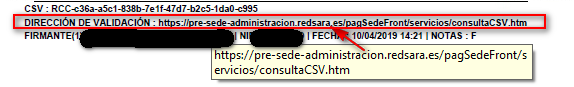 CSV : RCC-c36a-a5c1-838b-7e1f-47d7-b2c5-1da0-c995
DIRECCIÓN DE VALIDACIÓN : https://pre-sede-administracion.redsara.es/pagSedeFront/servicios/consultaCSV.htm
FIRMANTE(1 | NI | FECHA : 10/04/2019 14:21 | NOTAS : F
https://pre-sede-administracion.redsara.es/pagSedeFront/s
ervicios/consultaCSV.htm